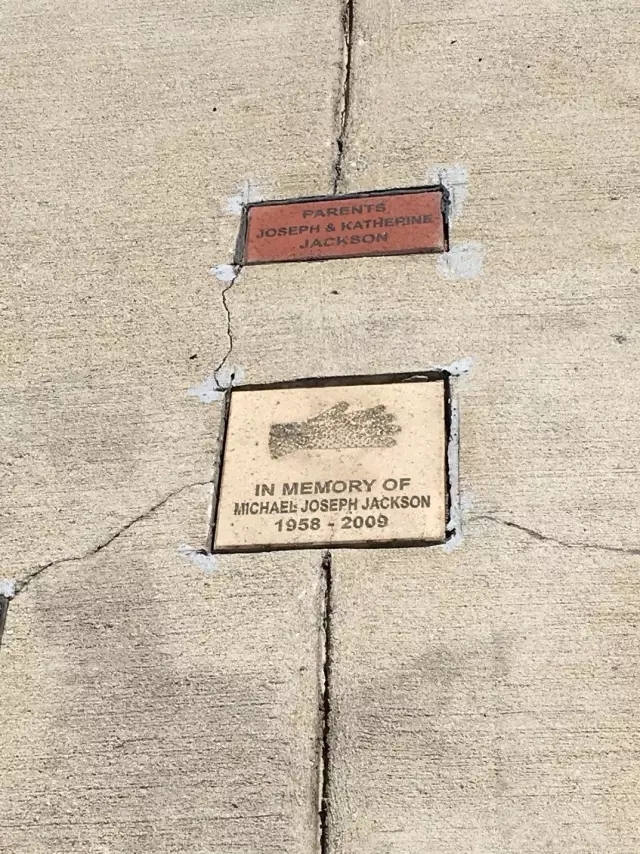 PARENTS
JOSEPH & KATHERINE
JACKSON
IN MEMORY OF
MICHAEL JOSEPH JACKSON
1958 - 2009